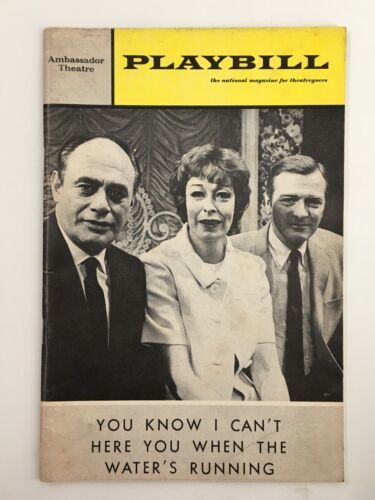 Ambassador
Theatre
PLAYBILL
the national magazine for theatregoers
YOU KNOW I CAN'T
HERE YOU WHEN THE
WATER'S RUNNING